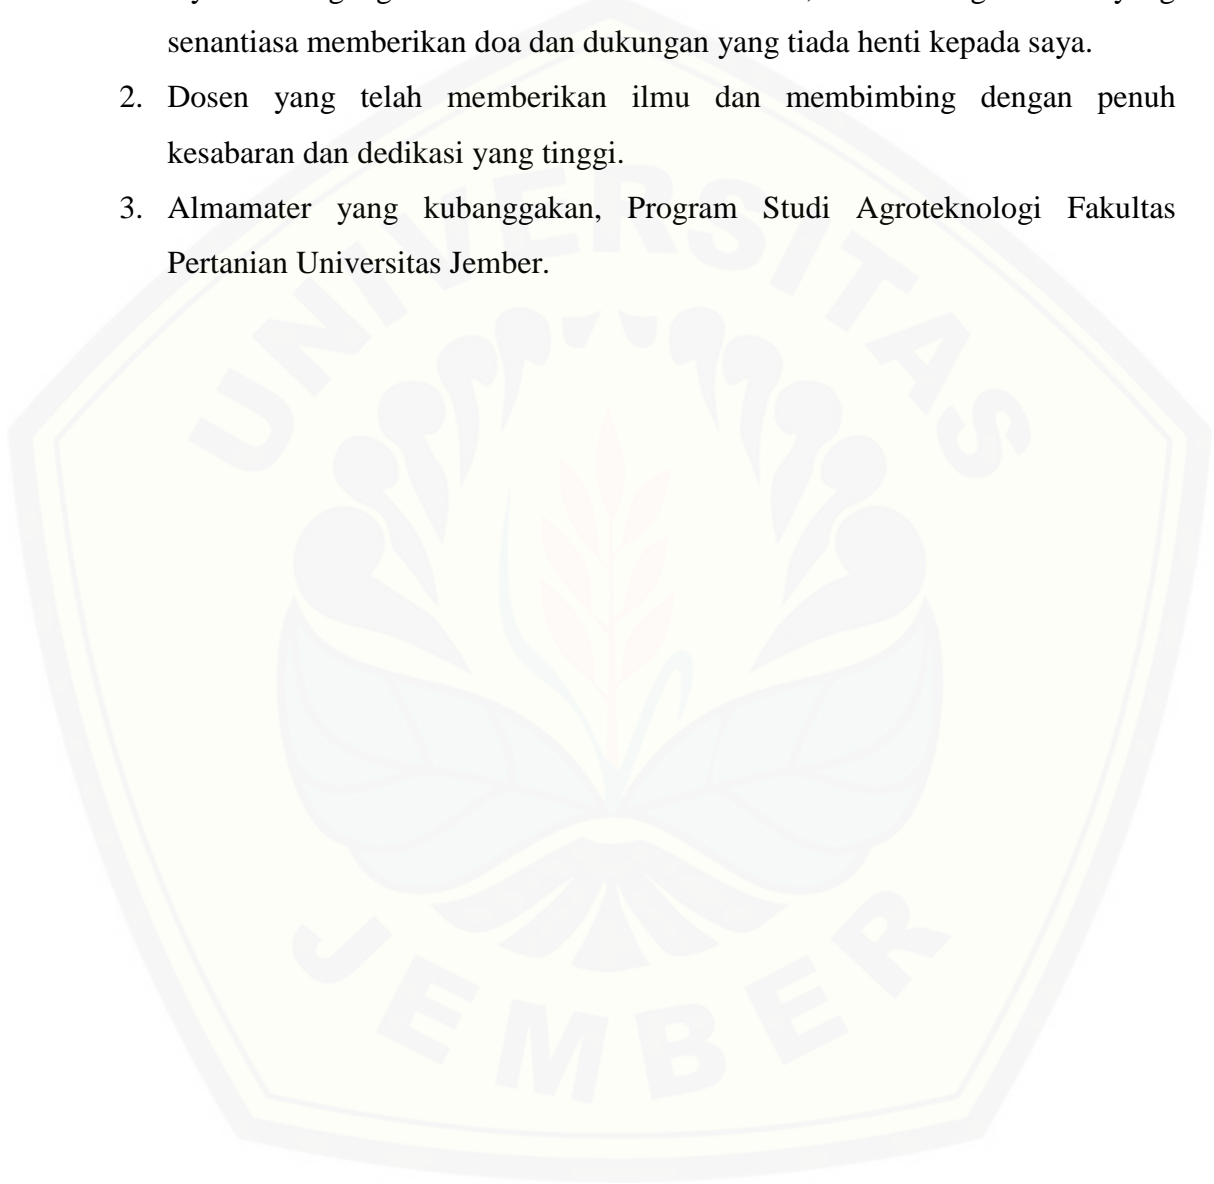 senantiasa memberikan doa dan dukungan yang tiada henti kepada saya.
2. Dosen yang telah memberikan ilmu dan membimbing dengan penuh
kesabaran dan dedikasi yang tinggi.
3. Almamater yang kubanggakan, Program Studi Agroteknologi Fakultas
Pertanian Universitas Jember.
UNIVERSITAS
JEMBER